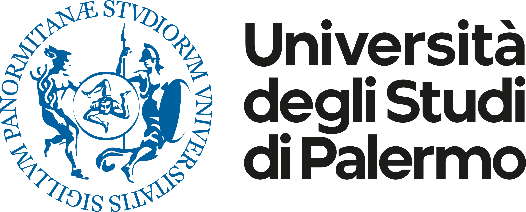 SIGILLVM PANORMITANÆ STVDIORVM VNIVERSITATIS
Università
degli Studi
di Palermo